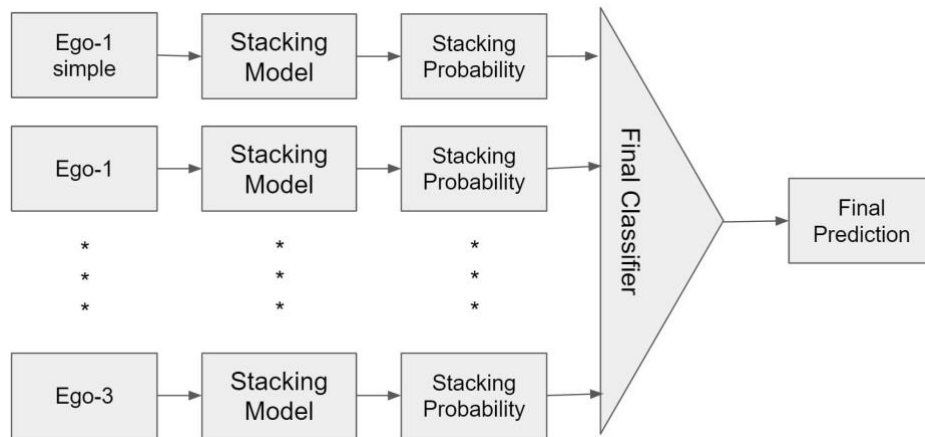 Ego-1
simple
Stacking
Model
Stacking
Probability
Ego-1
Stacking
Model
Stacking
Probability
* * *
* * *
* * *
Ego-3
Stacking
Model
Stacking
Probability
Final Classifier
Final
Prediction